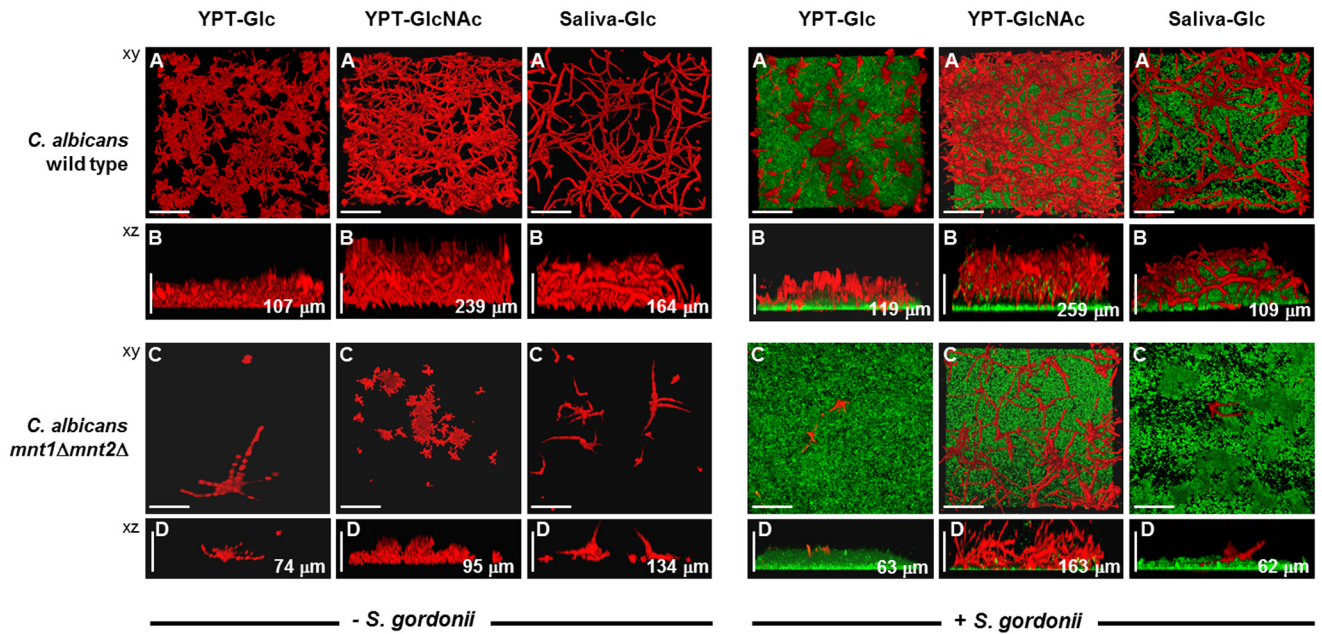 YPT-Glc YPT-GlcNAc Saliva-Glc YPT-Glc YPT-GlcNAc Saliva-Glc
xy A A A A A A
C. albicans
wild type
xz B B B B B B
107 µm 239 µm 164 µm 119 µm 259 µm 109 µm
xy C C C C C C
C. albicans
mnt1Δmnt2Δ
xz D D D D D D
74 µm 95 µm 134 µm 63 µm 163 µm 62 µm
- S. gordonii + S. gordonii